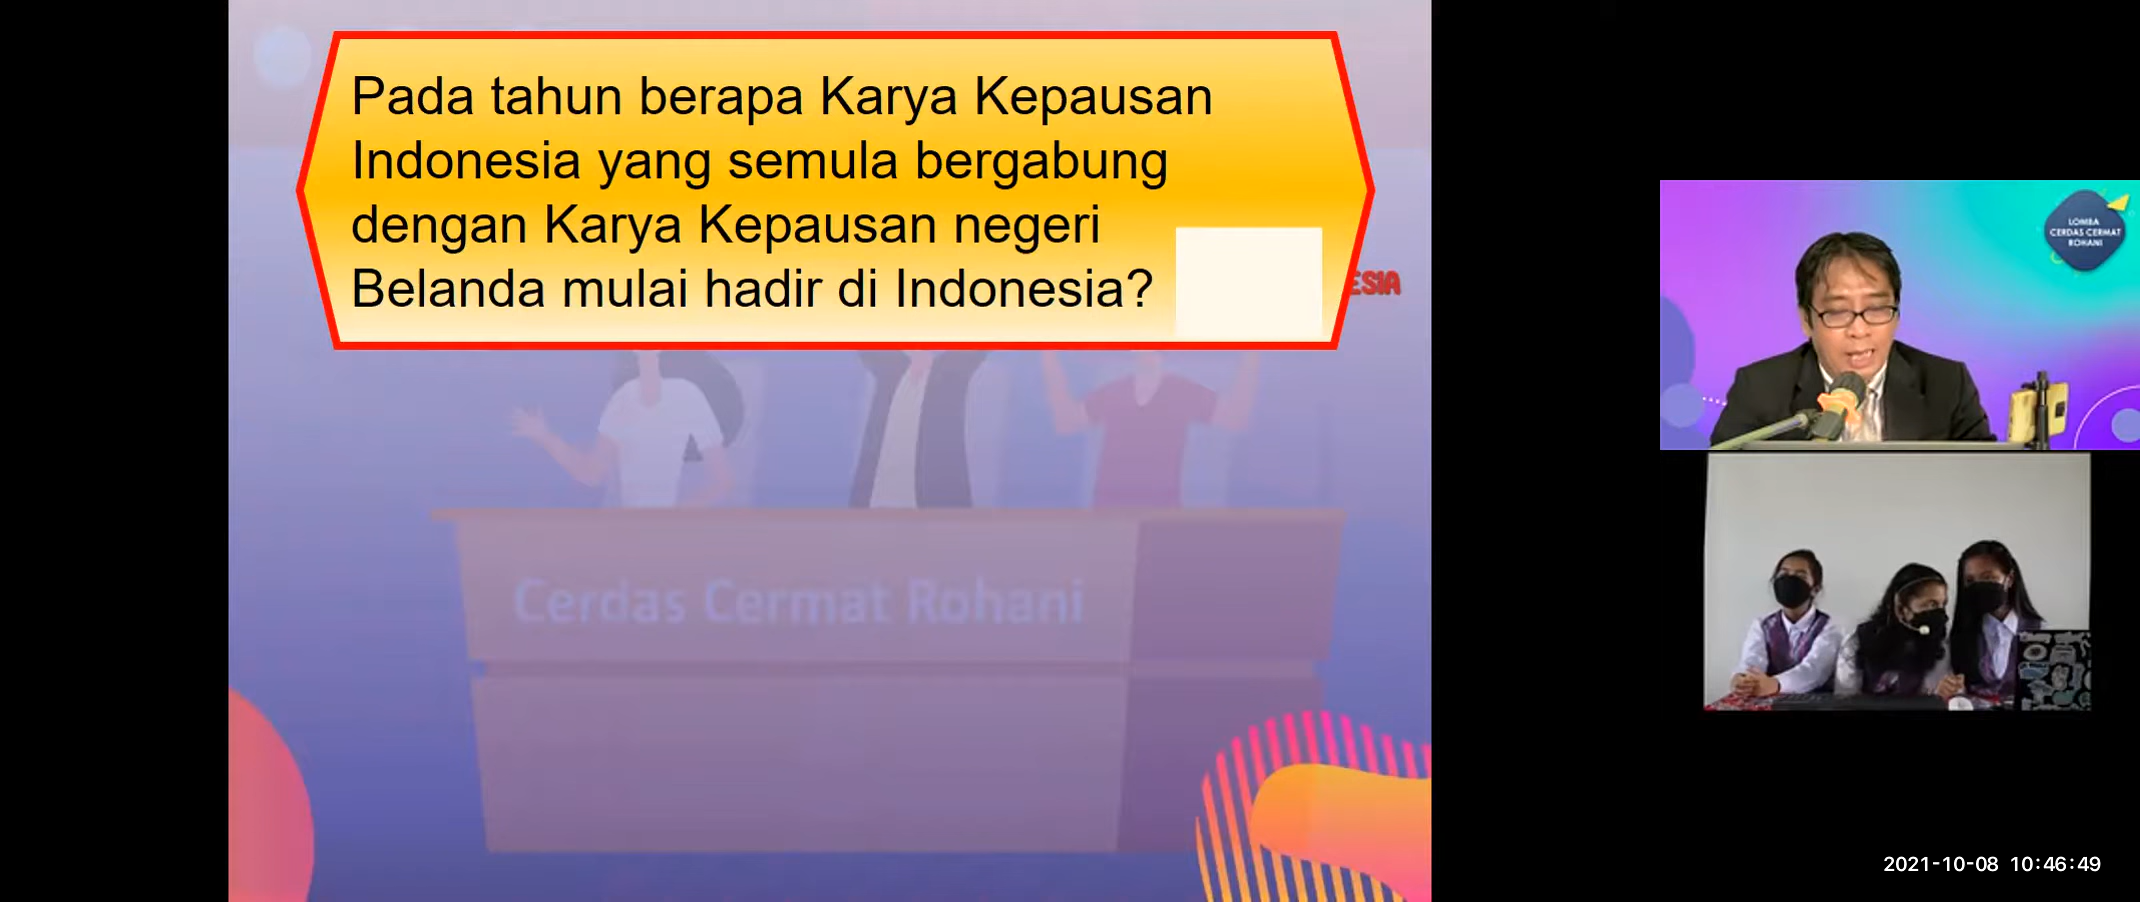 Pada tahun berapa Karya Kepausan
Indonesia yang semula bergabung
dengan Karya Kepausan negeri
Belanda mulai hadir di Indonesia?
ESIA
Cerdas Cermat Rohani
LOMBA
CERDAS CERMAT
ROHANI
2021-10-08 10:46:49